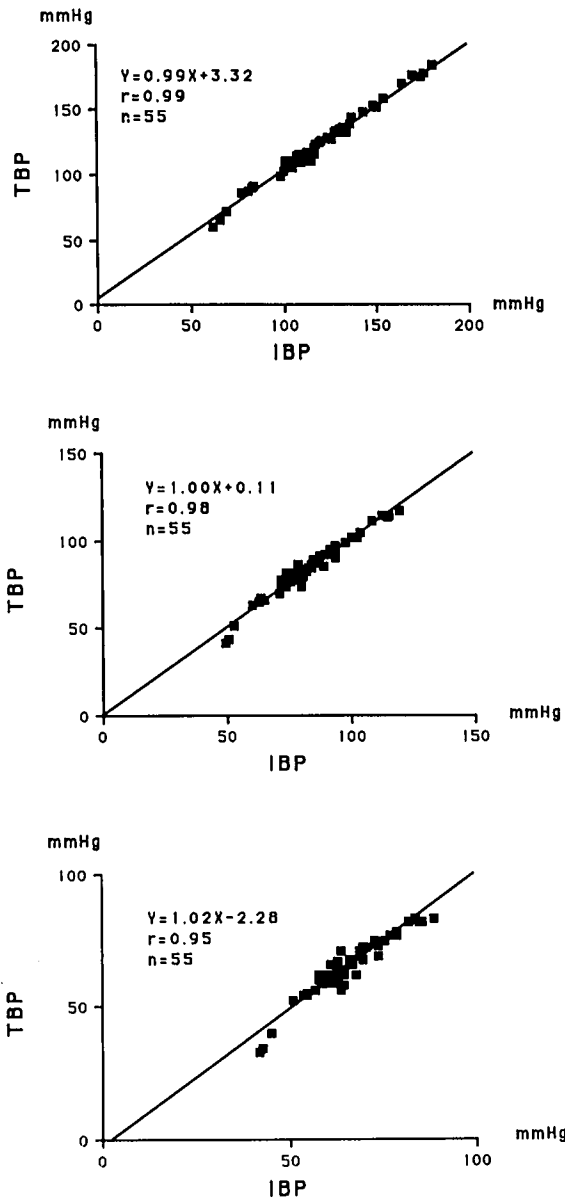 mmHg
200
Y=0.99X+3.32
r=0.99
n=55
150
TBP
100
50
0
0 50 100 150 200 mmHg
IBP
mmHg
150
Y=1.00X+0.11
r=0.98
n=55
100
TBP
50
0
0 50 100 150 mmHg
IBP
mmHg
100
Y=1.02X-2.28
r=0.95
n=55
TBP
50
0
0 50 100 mmHg
IBP